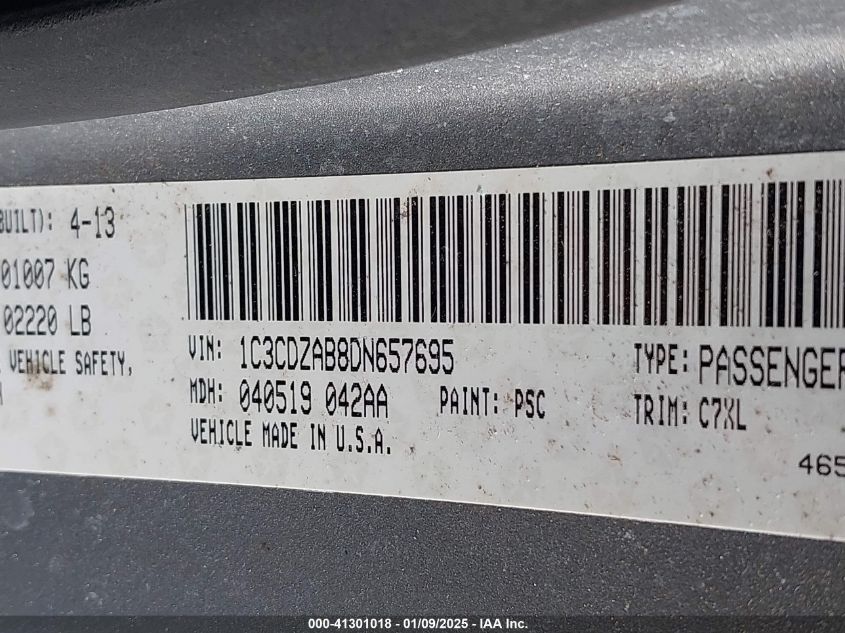 BUILT): 4-13
01007 KG
02220 LB
VEHICLE SAFETY,
VIN: 1C3CDZAB8DN657695
TYPE: PASSENGER
MDH: 040519 042AA
PAINT: PSC
TRIM: C7XL
VEHICLE MADE IN U.S.A.
465
000-41301018 - 01/09/2025 - IAA Inc.